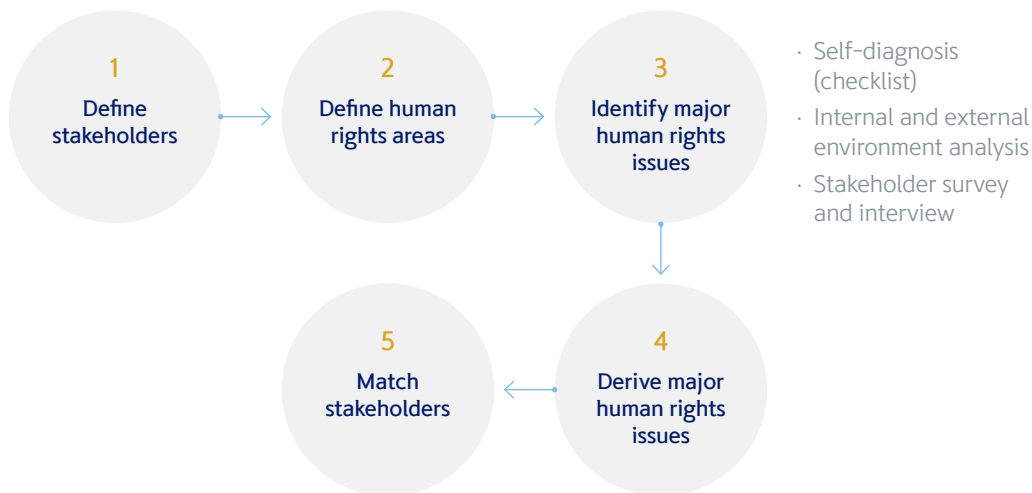 1
Define
stakeholders
2
Define human
rights areas
3
Identify major
human rights
issues
· Self-diagnosis
(checklist)
· Internal and external
environment analysis
· Stakeholder survey
and interview
4
Derive major
human rights
issues
5
Match
stakeholders